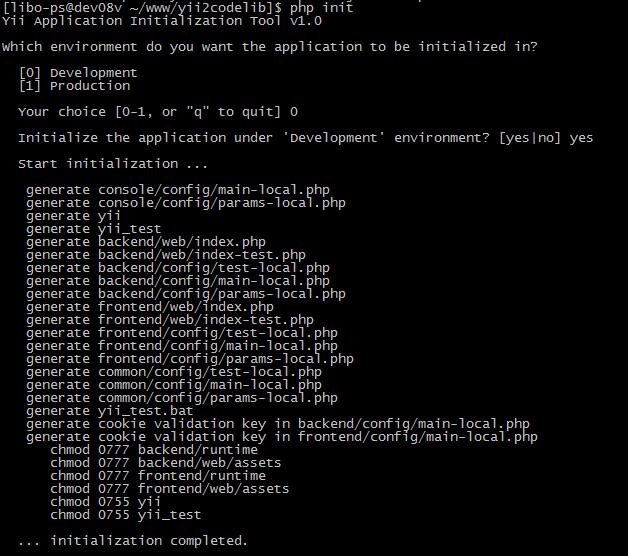 [libo-ps@dev08v ~/www/yii2codelib]$ php init
Yii Application Initialization Tool v1.0
Which environment do you want the application to be initialized in?
[0] Development
[1] Production
Your choice [0-1, or "q" to quit] 0
Initialize the application under 'Development' environment? [yes|no] yes
Start initialization ...
generate console/config/main-local.php
generate console/config/params-local.php
generate yii
generate yii_test
generate backend/web/index.php
generate backend/web/index-test.php
generate backend/config/test-local.php
generate backend/config/main-local.php
generate backend/config/params-local.php
generate frontend/web/index.php
generate frontend/web/index-test.php
generate frontend/config/test-local.php
generate frontend/config/main-local.php
generate frontend/config/params-local.php
generate common/config/test-local.php
generate common/config/main-local.php
generate common/config/params-local.php
generate yii_test.bat
generate cookie validation key in backend/config/main-local.php
generate cookie validation key in frontend/config/main-local.php
chmod 0777 backend/runtime
chmod 0777 backend/web/assets
chmod 0777 frontend/runtime
chmod 0777 frontend/web/assets
chmod 0755 yii
chmod 0755 yii_test
... initialization completed.